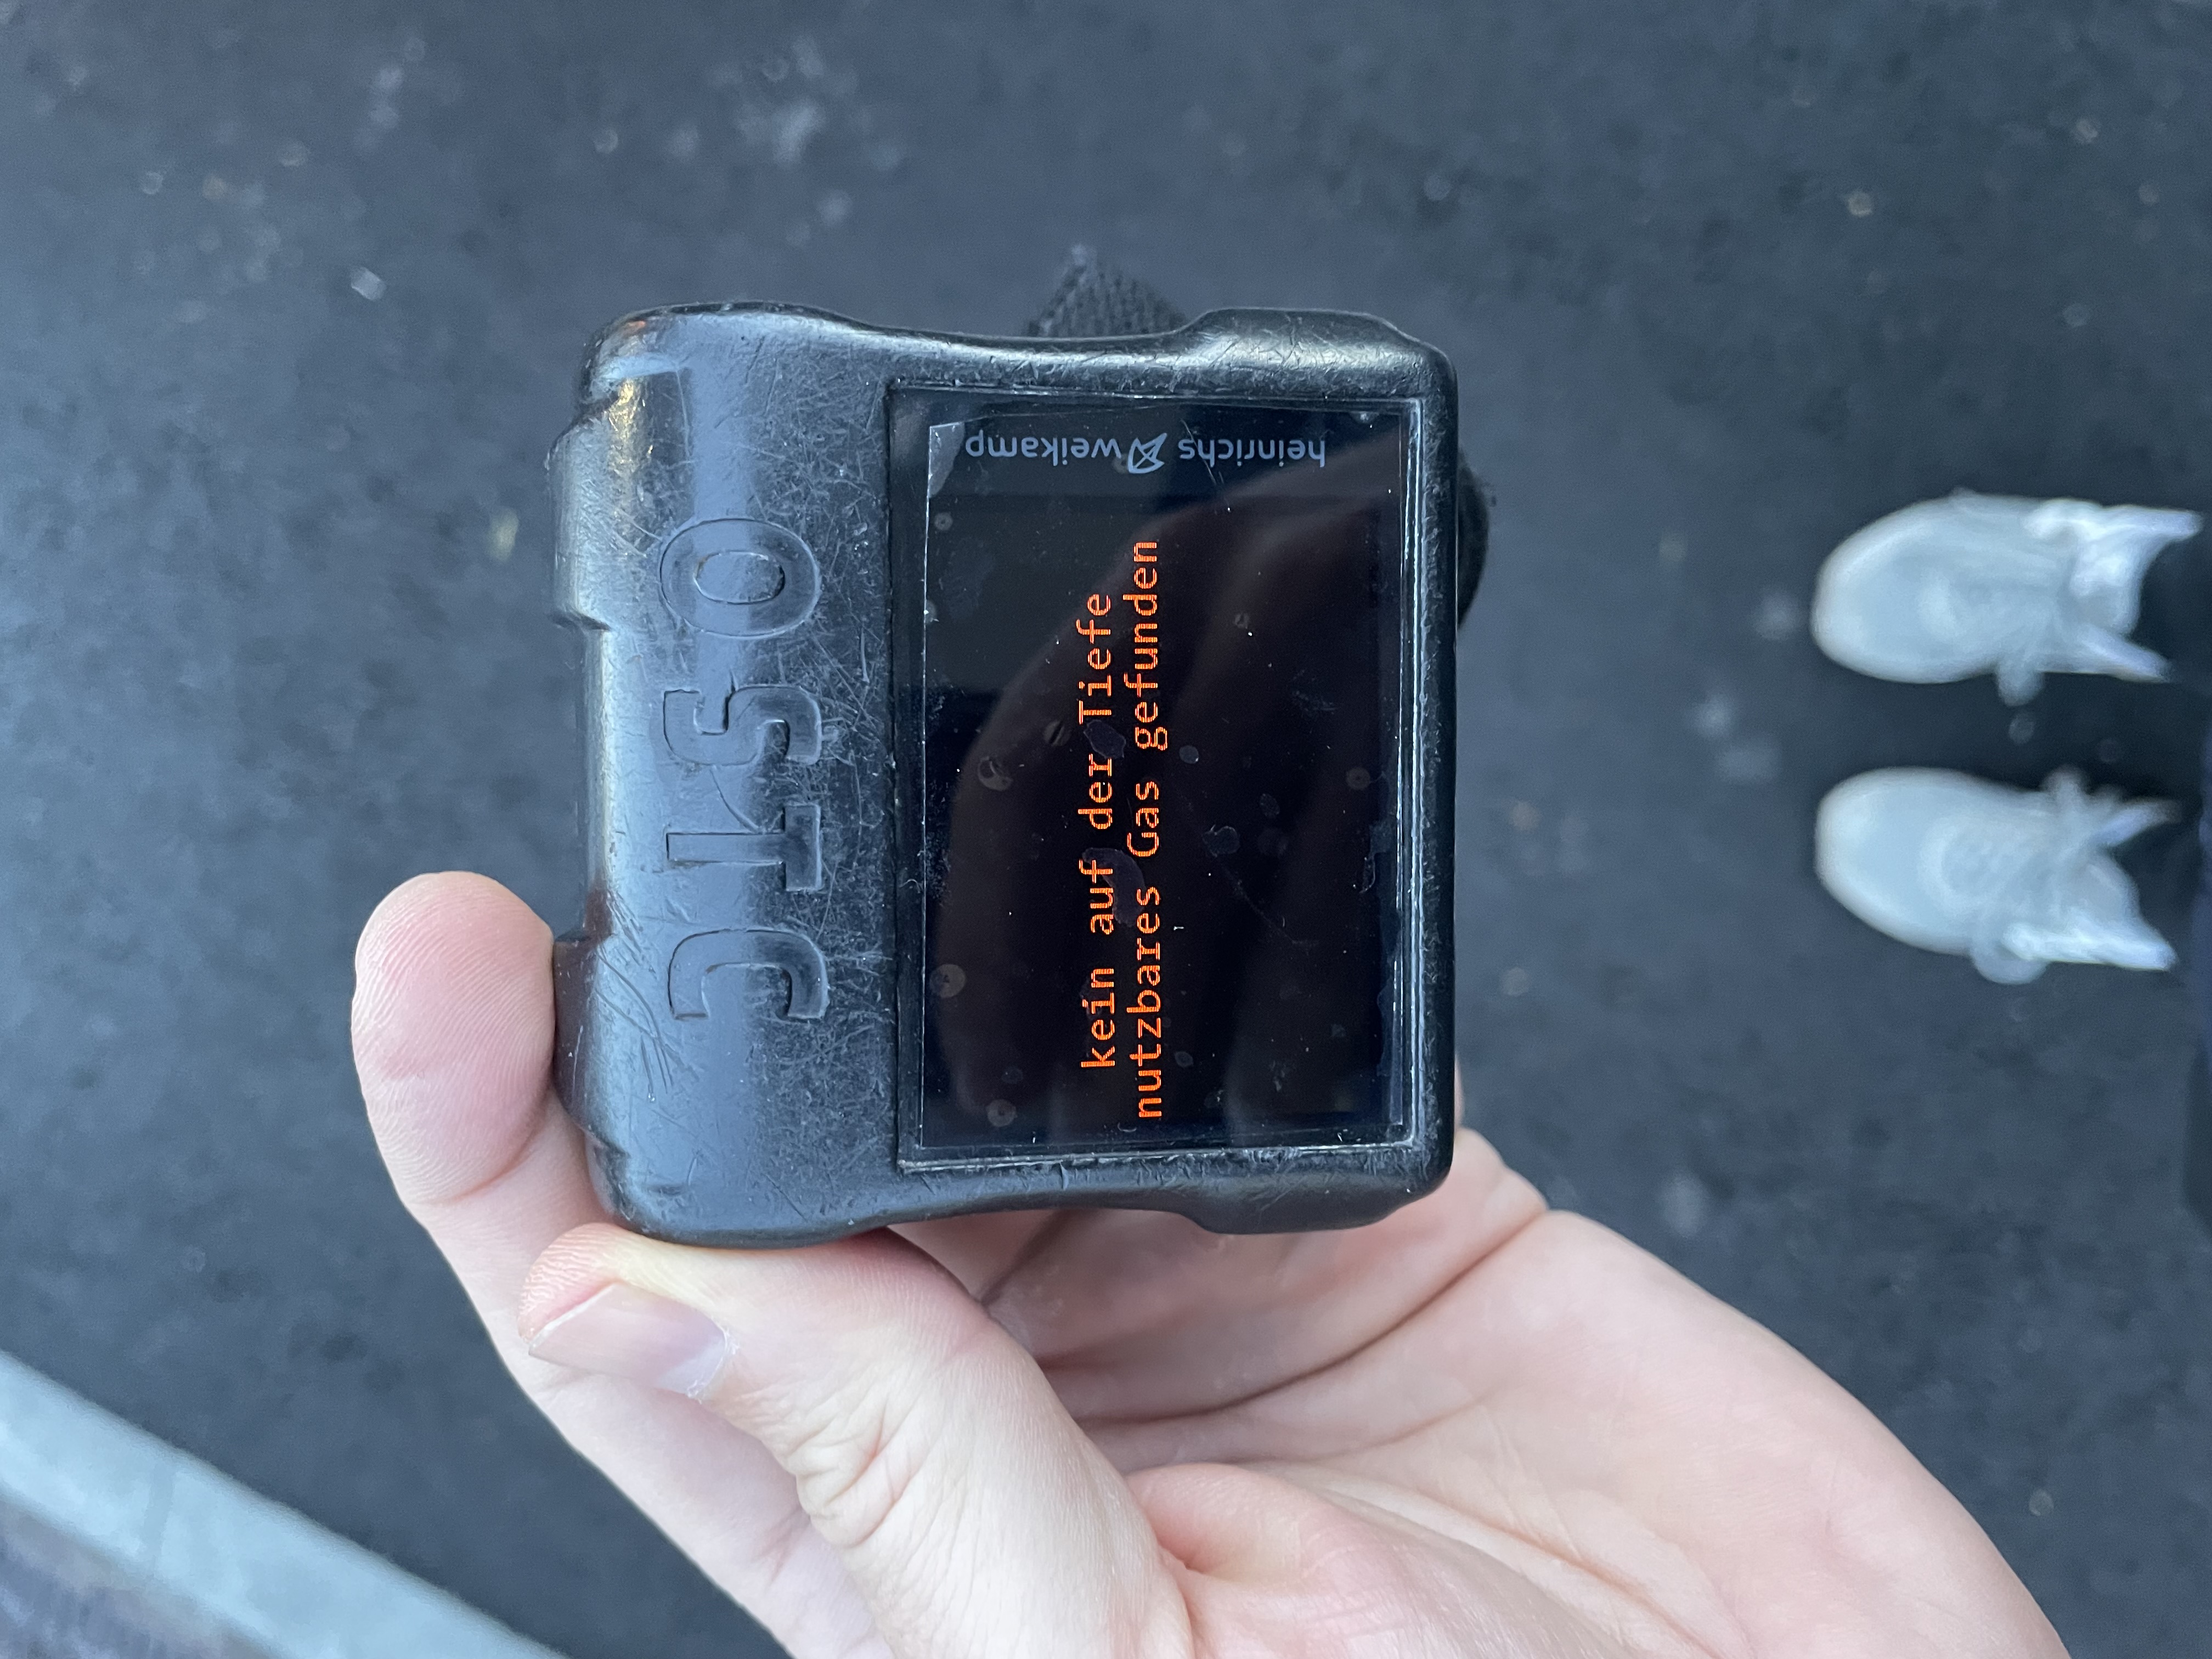 OSTC
heinrichs weikamp
kein auf der Tiefe
nutzbares Gas gefunden